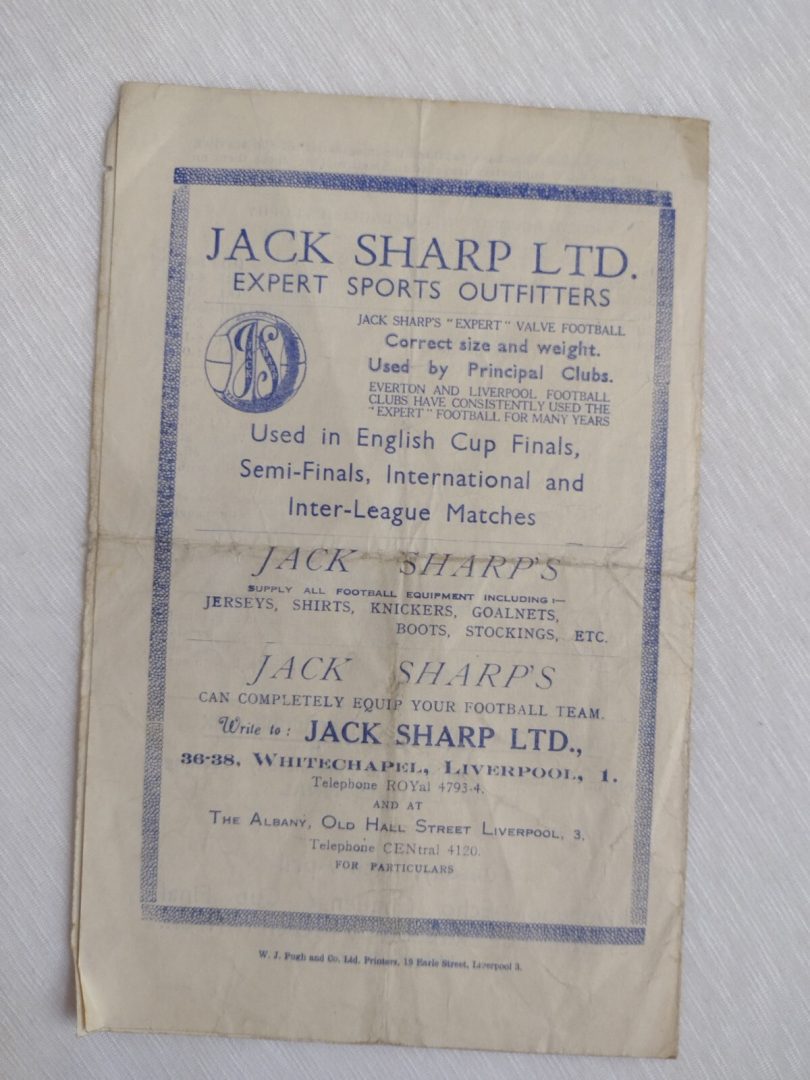 JACK SHARP LTD.
EXPERT SPORTS OUTFITTERS
JACK SHARP'S "EXPERT" VALVE FOOTBALL
JS
Correct size and weight.
Used by Principal Clubs.
EVERTON AND LIVERPOOL FOOTBALL
CLUBS HAVE CONSISTENTLY USED THE
"EXPERT" FOOTBALL FOR MANY YEARS
Used in English Cup Finals,
Semi-Finals, International and
Inter-League Matches
JACK SHARP'S
SUPPLY ALL FOOTBALL EQUIPMENT INCLUDING:—
JERSEYS, SHIRTS, KNICKERS, GOALNETS,
BOOTS, STOCKINGS, ETC.
JACK SHARP'S
CAN COMPLETELY EQUIP YOUR FOOTBALL TEAM.
Write to: JACK SHARP LTD.,
36-38, WHITECHAPEL, LIVERPOOL, 1.
Telephone ROYal 4793-4.
AND AT
THE ALBANY, OLD HALL STREET LIVERPOOL, 3.
Telephone CENtral 4120.
FOR PARTICULARS
W. J. Pugh and Co. Ltd. Printers, 19 Earle Street, Liverpool 3.